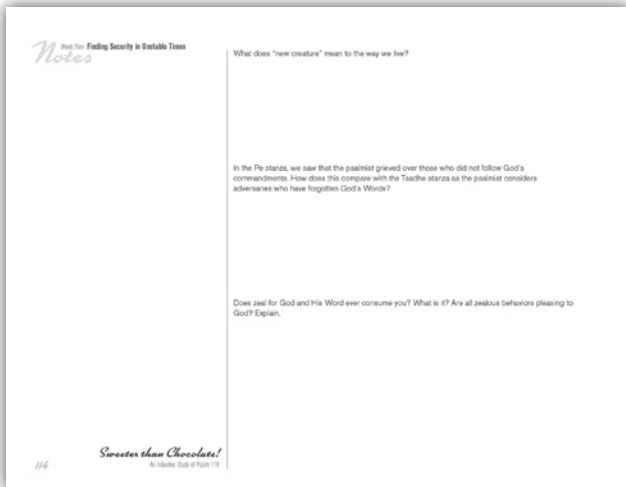 Week Five: Finding Security in Unstable Times
Notes
What does "new creature" mean to the way we live?
In the Pe stanza, we saw that the psalmist grieved over those who did not follow God's
commandments. How does this compare with the Tsadhe stanza as the psalmist considers
adversaries who have forgotten God's Words?
Does zeal for God and His Word ever consume you? What is it? Are all zealous behaviors pleasing to
God? Explain.
Sweeter than Chocolate!
An Inductive Study of Psalm 119
114